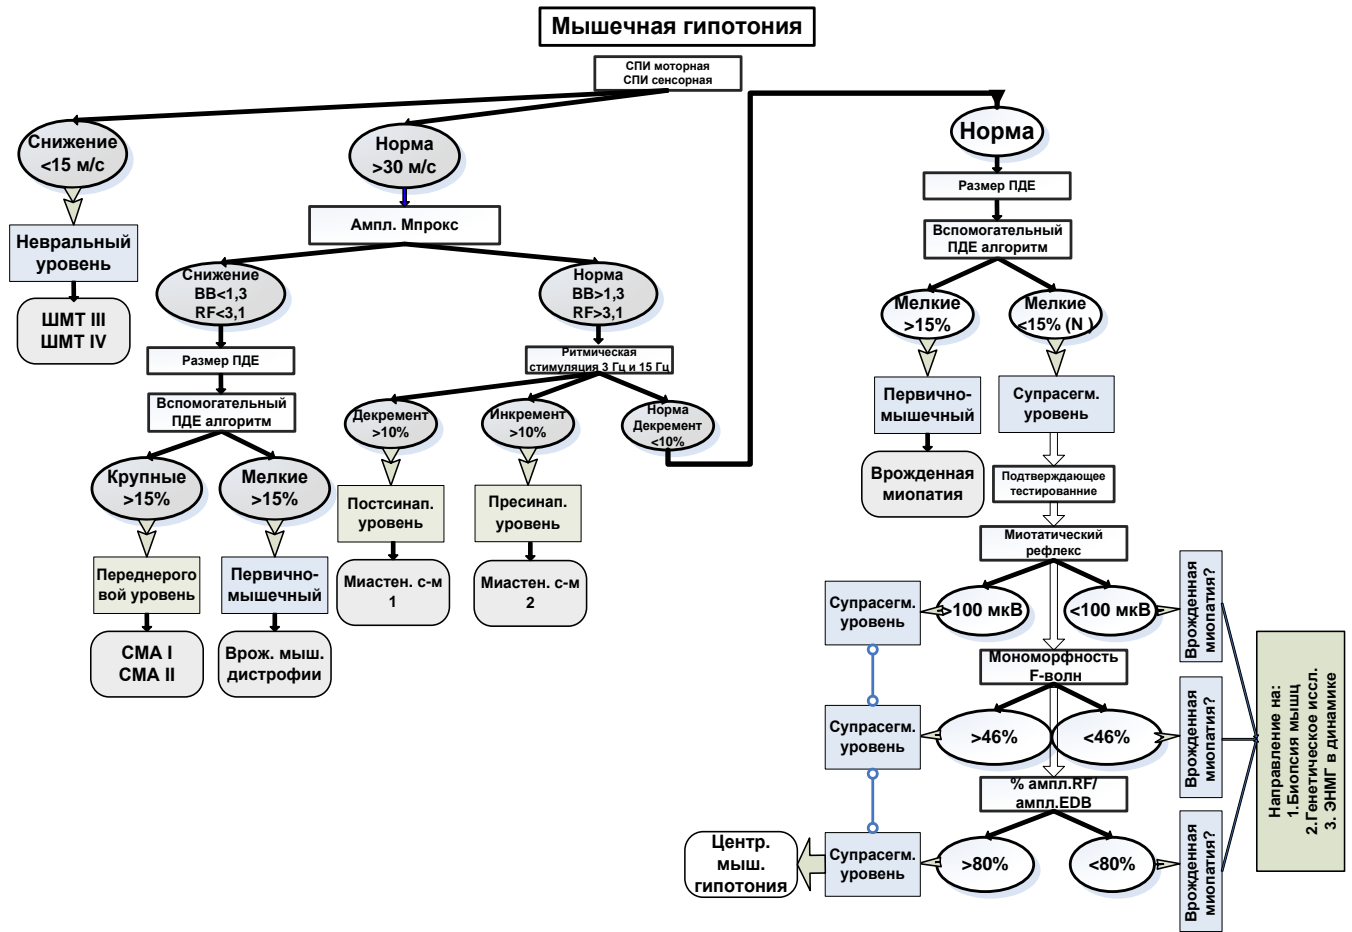 Мышечная гипотония
СПИ моторная
СПИ сенсорная
Снижение
<15 м/с
Норма
>30 м/с
Норма
Невральный
уровень
ШМТ III
ШМТ IV
Ампл. Мпрокс
Снижение
BB<1,3
RF<3,1
Норма
BB>1,3
RF>3,1
Размер ПДЕ
Вспомогательный
ПДЕ алгоритм
Крупные
>15%
Мелкие
>15%
Переднерого
вой уровень
Первично-
мышечный
СМА I
СМА II
Врож. мыш.
дистрофии
Ритмическая
стимуляция 3 Гц и 15 Гц
Декремент
>10%
Инкремент
>10%
Норма
Декремент
<10%
Постсинап.
уровень
Пресинап.
уровень
Миастен. с-м
1
Миастен. с-м
2
Размер ПДЕ
Вспомогательный
ПДЕ алгоритм
Мелкие
>15%
Мелкие
<15% (N )
Первично-
мышечный
Супрасегм.
уровень
Врожденная
миопатия
Подтверждающее
тестированние
Миотатический
рефлекс
Супрасегм.
уровень
>100 мкВ
<100 мкВ
Врожденная
миопатия?
Мономорфность
F-волн
Супрасегм.
уровень
>46%
<46%
Врожденная
миопатия?
% ампл.RF/
ампл.EDB
Центр.
мыш.
гипотония
Супрасегм.
уровень
>80%
<80%
Врожденная
миопатия?
Направление на:
1.Биопсия мышц
2.Генетическое иссл.
3. ЭНМГ в динамике